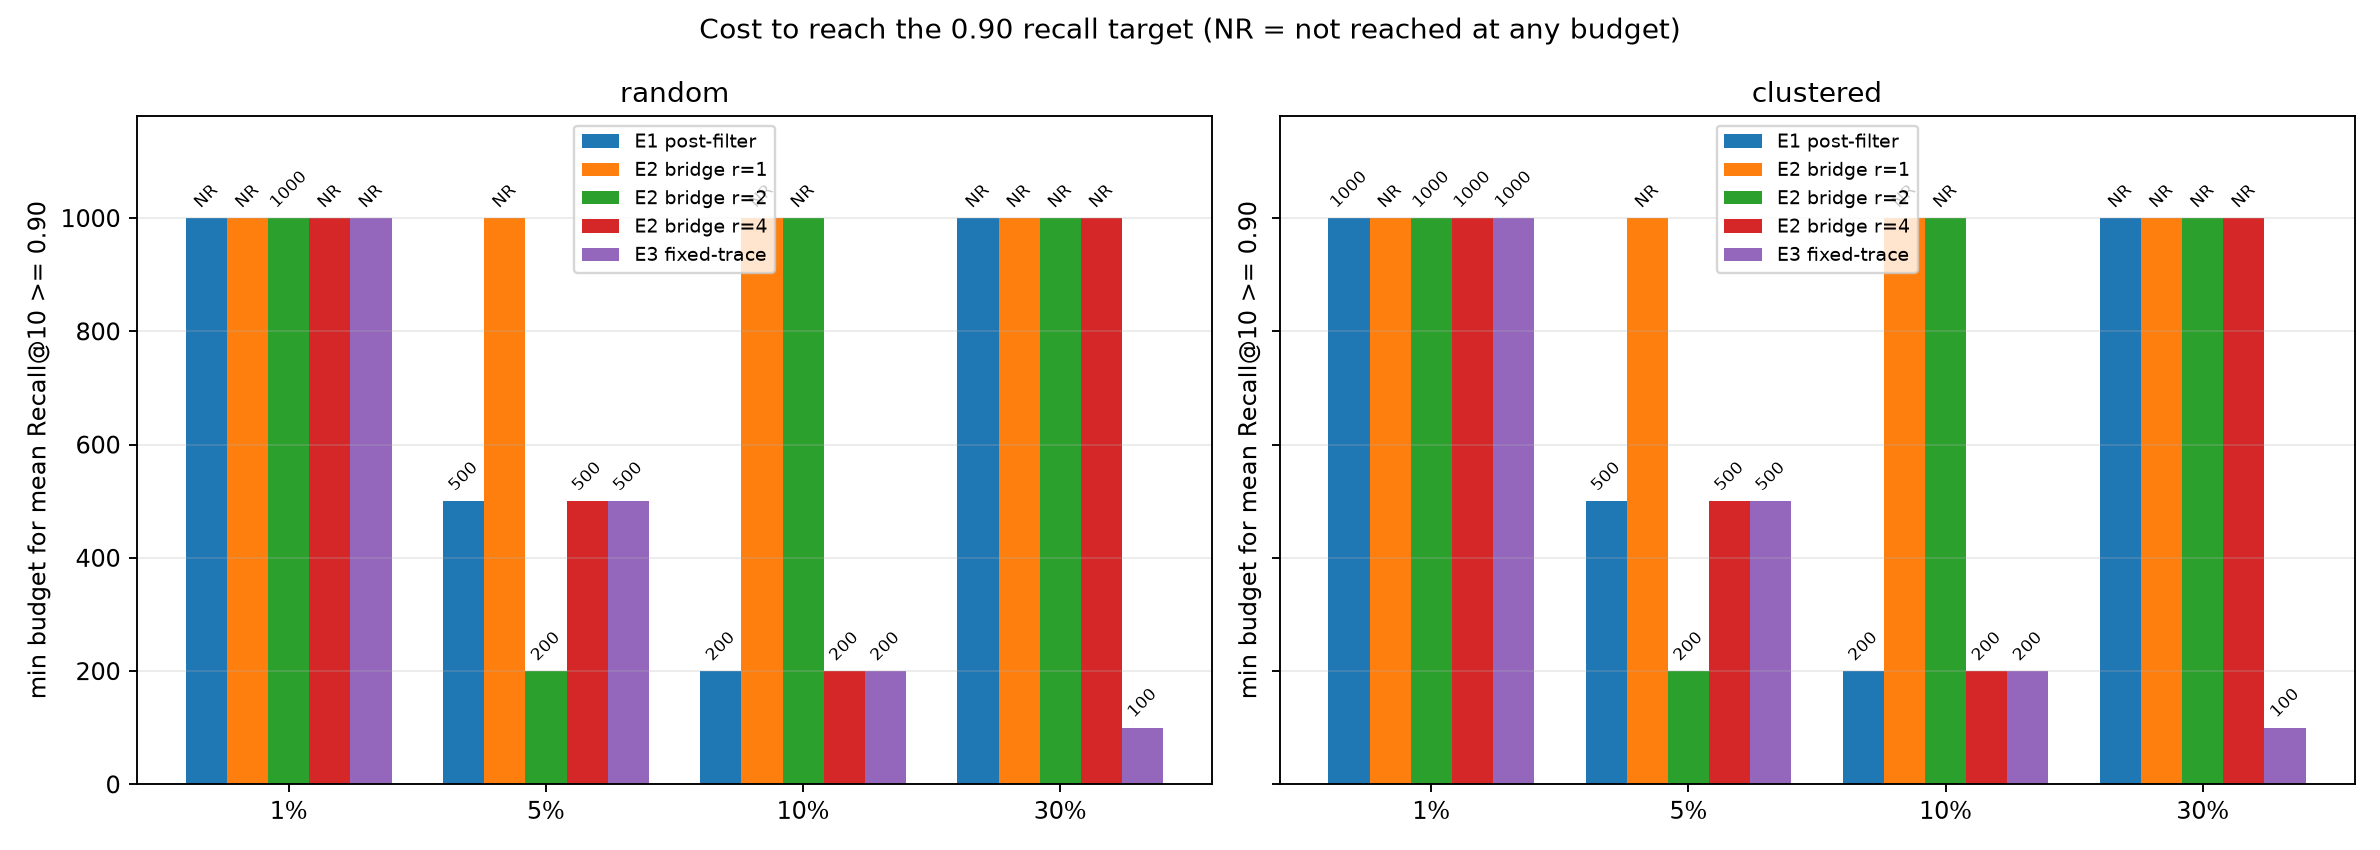 Cost to reach the 0.90 recall target (NR = not reached at any budget)
random
min budget for mean Recall@10 >= 0.90
1000
800
600
400
200
0
E1 post-filter
E2 bridge r=1
E2 bridge r=2
E2 bridge r=4
E3 fixed-trace
NR
NR
1000
NR
NR
500
NR
200
500
500
200
NR
200
200
NR
NR
NR
NR
100
1%
5%
10%
30%
clustered
min budget for mean Recall@10 >= 0.90
E1 post-filter
E2 bridge r=1
E2 bridge r=2
E2 bridge r=4
E3 fixed-trace
1000
NR
1000
1000
1000
500
NR
200
500
500
200
NR
200
200
NR
NR
NR
NR
100
1%
5%
10%
30%